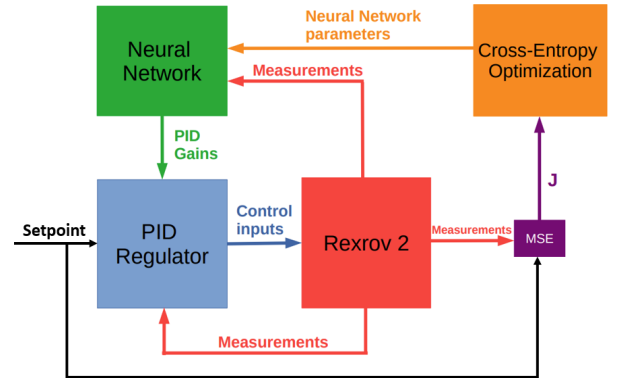 Neural Network
parameters
Neural
Network
Cross-Entropy
Optimization
Measurements
PID
Gains
J
Setpoint
PID
Regulator
Control
inputs
Rexrov 2
Measurements
MSE
Measurements